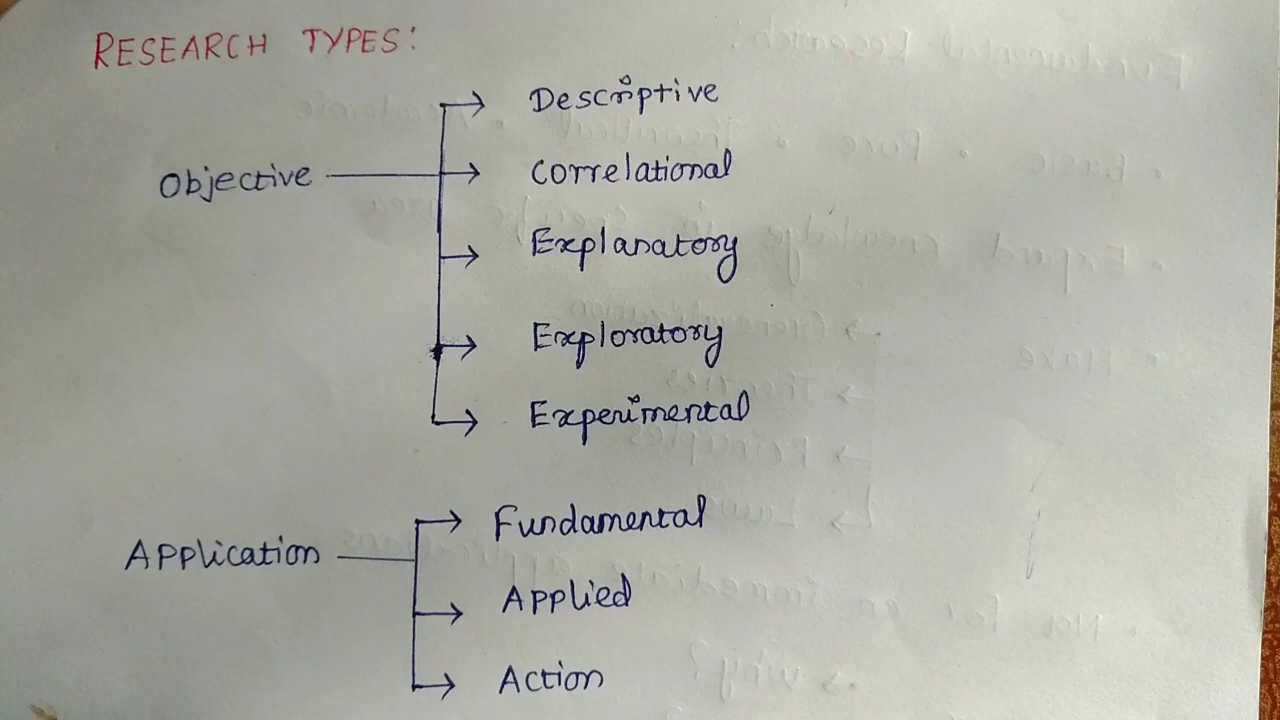 RESEARCH TYPES:
Descriptive
Objective
Correlational
Explanatory
Exploratory
Experimental
Fundamental
Application
Applied
Action